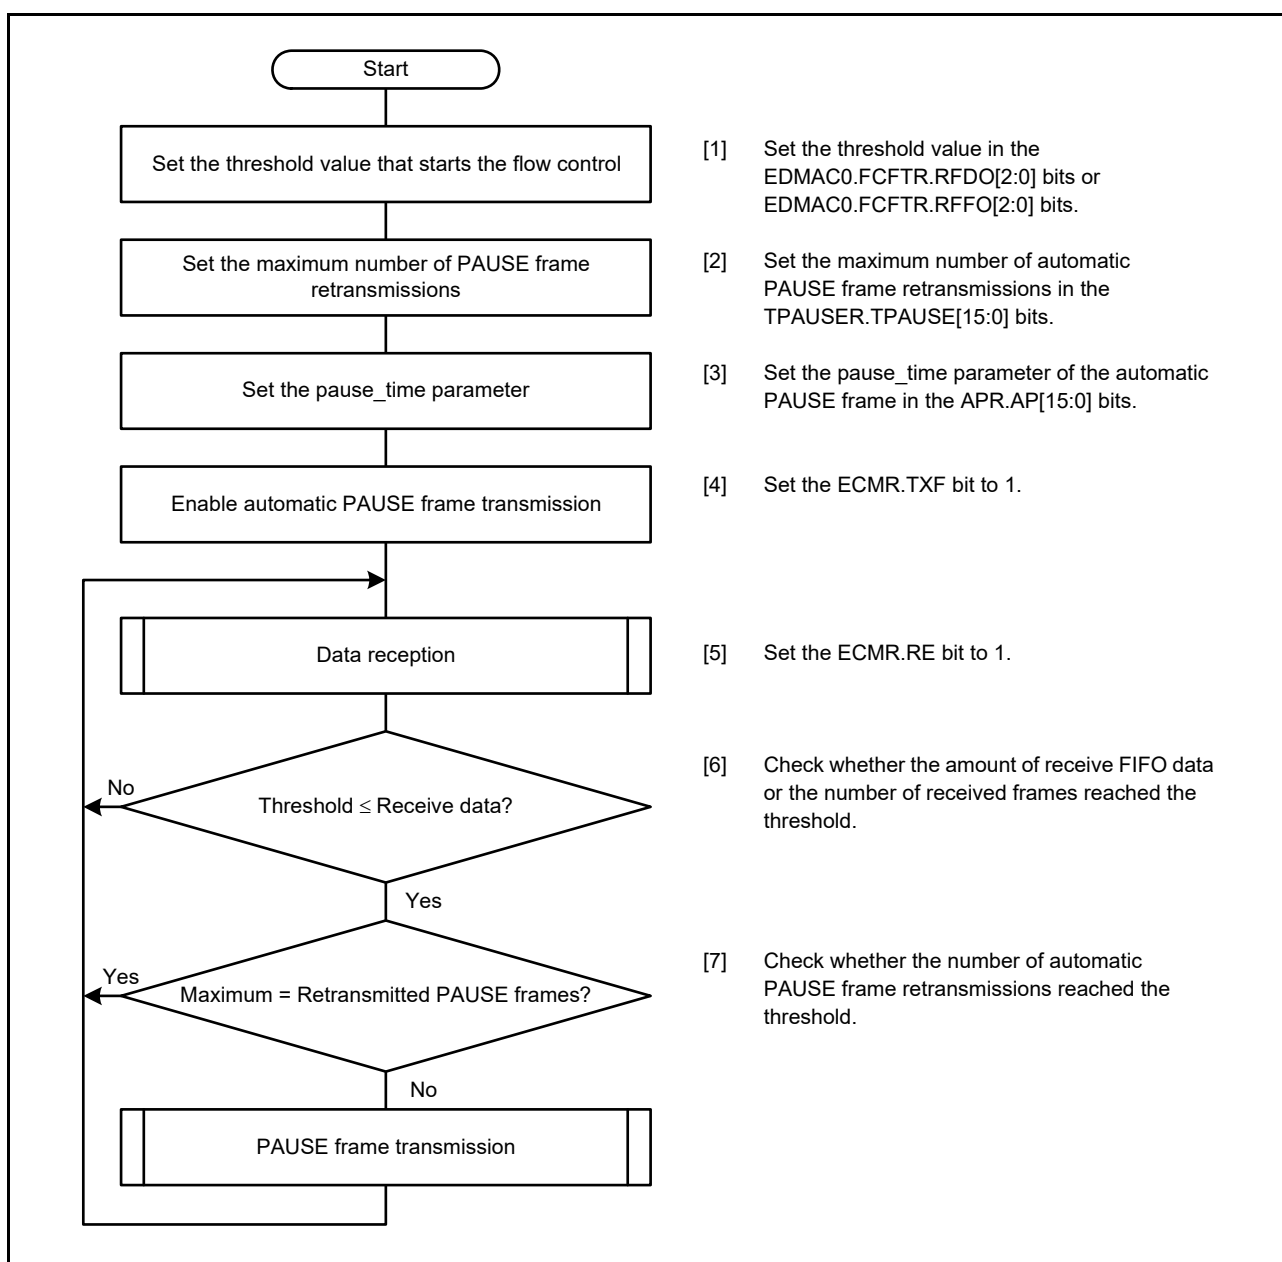 Start
Set the threshold value that starts the flow control
[1] Set the threshold value in the
EDMAC0.FCFTR.RFDO[2:0] bits or
EDMAC0.FCFTR.RFFO[2:0] bits.
Set the maximum number of PAUSE frame
retransmissions
[2] Set the maximum number of automatic
PAUSE frame retransmissions in the
TPAUSER.TPAUSE[15:0] bits.
Set the pause_time parameter
[3] Set the pause_time parameter of the automatic
PAUSE frame in the APR.AP[15:0] bits.
Enable automatic PAUSE frame transmission
[4] Set the ECMR.TXF bit to 1.
Data reception
[5] Set the ECMR.RE bit to 1.
No
Threshold ≤ Receive data?
[6] Check whether the amount of receive FIFO data
or the number of received frames reached the
threshold.
Yes
Yes
Maximum = Retransmitted PAUSE frames?
[7] Check whether the number of automatic
PAUSE frame retransmissions reached the
threshold.
No
PAUSE frame transmission